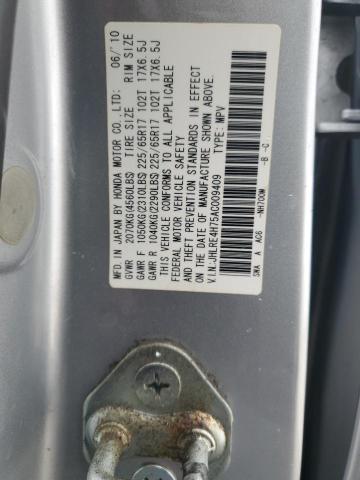 MFD. IN JAPAN BY HONDA MOTOR CO., LTD: 06/'10
GVWR 2070KG(4560LBS) TIRE SIZE RIM SIZE
GAWR F 1050KG(2310LBS) 225/65R17 102T 17X6.5J
GAWR R 1040KG(2290LBS) 225/65R17 102T 17X6.5J
THIS VEHICLE CONFORMS TO ALL APPLICABLE
FEDERAL MOTOR VEHICLE SAFETY
AND THEFT PREVENTION STANDARDS IN EFFECT
ON THE DATE OF MANUFACTURE SHOWN ABOVE.
V.I.N.:JHLRE4H75AC009409 TYPE: MPV
SWA A AC6 -NH700M -B -C